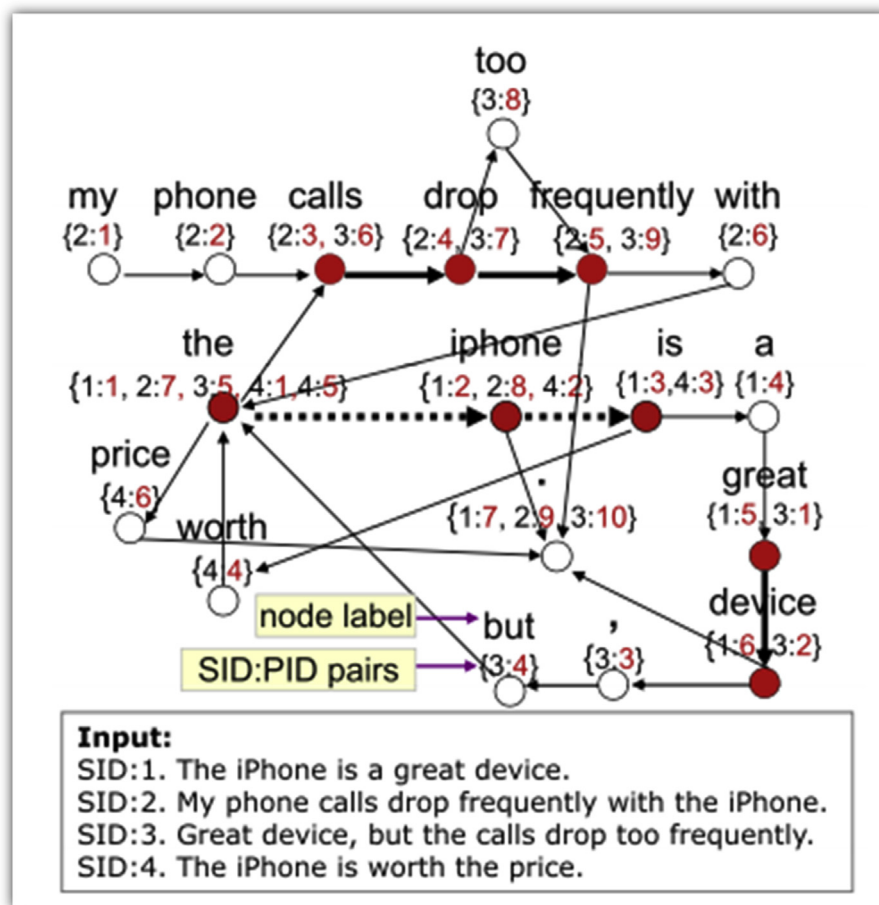 too
{3:8}
my phone calls drop frequently with
{2:1} {2:2} {2:3, 3:6} {2:4, 3:7} {2:5, 3:9} {2:6}
the iphone is a
{1:1, 2:7, 3:5, 4:1,4:5} {1:2, 2:8, 4:2} {1:3,4:3} {1:4}
price . great
{4:6} {1:7, 2:9, 3:10} {1:5, 3:1}
worth
{4:4}
node label but , device
SID:PID pairs {3:4} {3:3} {1:6, 3:2}
Input:
SID:1. The iPhone is a great device.
SID:2. My phone calls drop frequently with the iPhone.
SID:3. Great device, but the calls drop too frequently.
SID:4. The iPhone is worth the price.